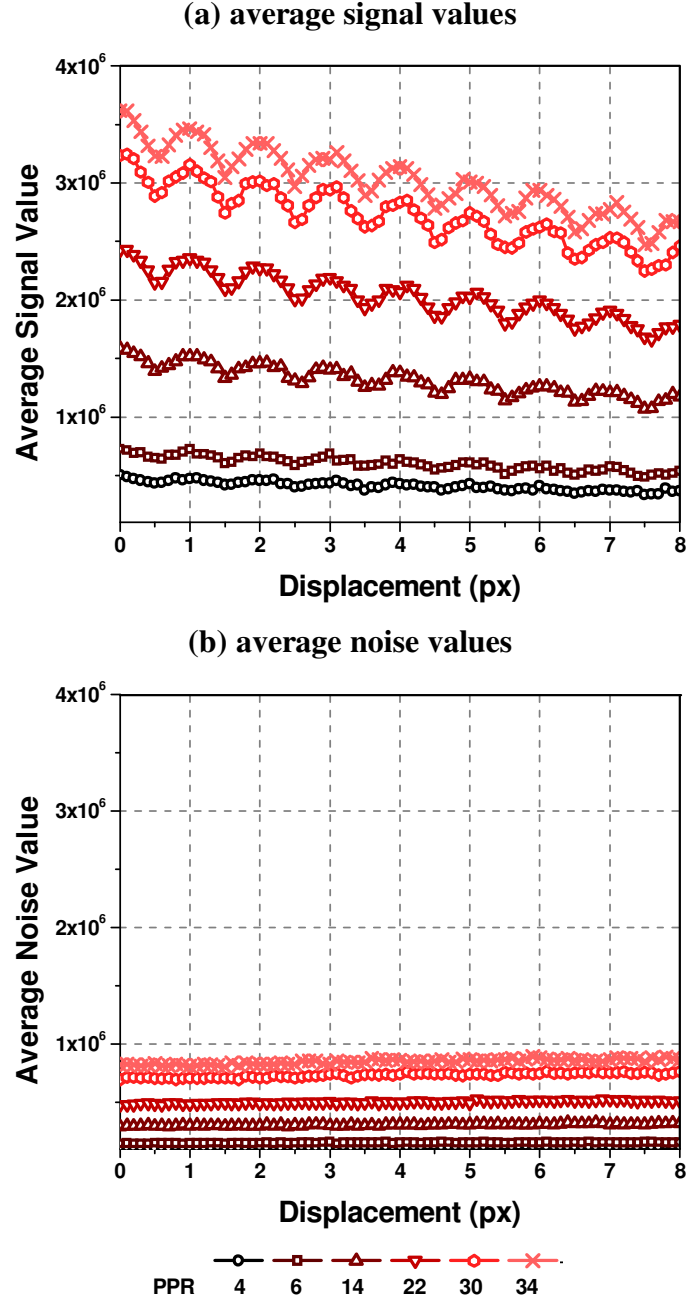 (a) average signal values
4x10⁶
3x10⁶
2x10⁶
1x10⁶
Average Signal Value
0 1 2 3 4 5 6 7 8
Displacement (px)
(b) average noise values
4x10⁶
3x10⁶
2x10⁶
1x10⁶
Average Noise Value
0 1 2 3 4 5 6 7 8
Displacement (px)
PPR 4 6 14 22 30 34